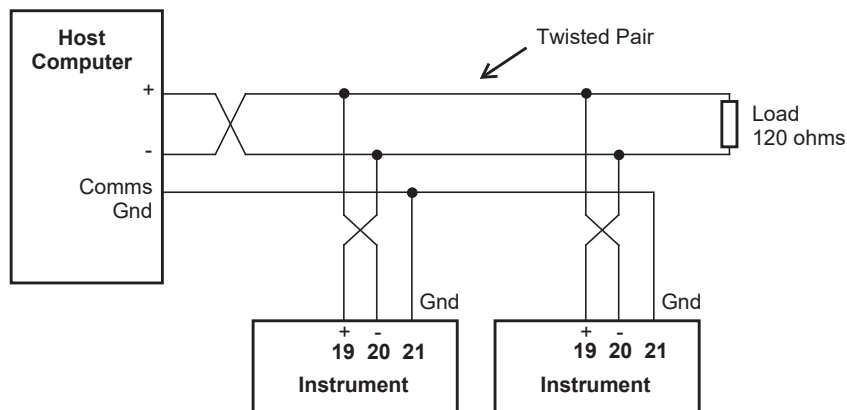 Host
Computer
Twisted Pair
+
-
Load
120 ohms
Comms
Gnd
Gnd
+ -
19 20 21
Instrument
Gnd
+ -
19 20 21
Instrument